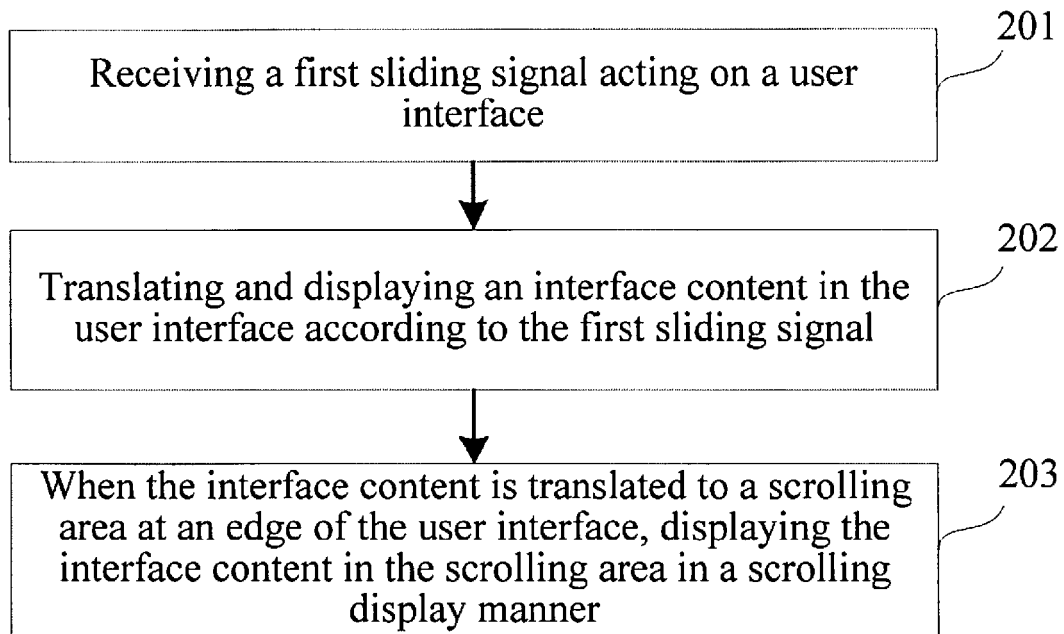 201
Receiving a first sliding signal acting on a user
interface
202
Translating and displaying an interface content in the
user interface according to the first sliding signal
203
When the interface content is translated to a scrolling
area at an edge of the user interface, displaying the
interface content in the scrolling area in a scrolling
display manner